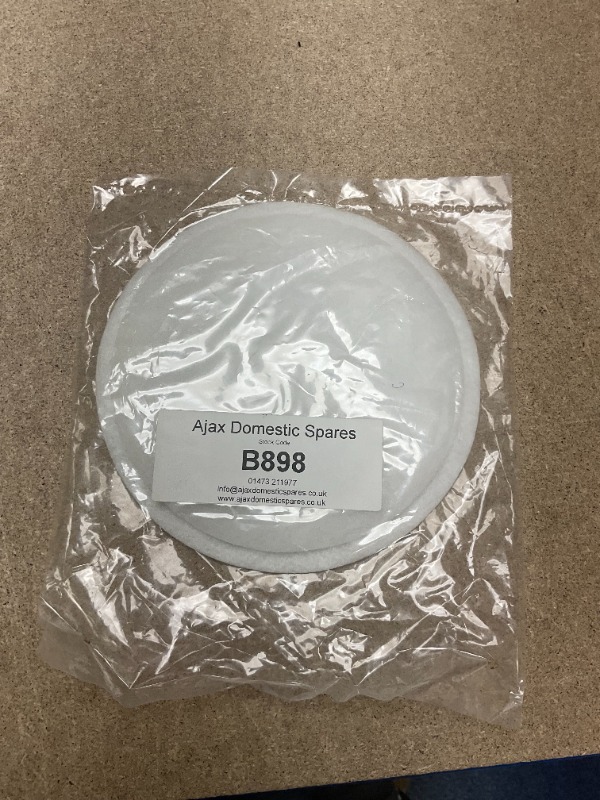 Ajax Domestic Spares
Stock Code
B898
01473 211977
info@ajaxdomesticspares.co.uk
www.ajaxdomesticspares.co.uk